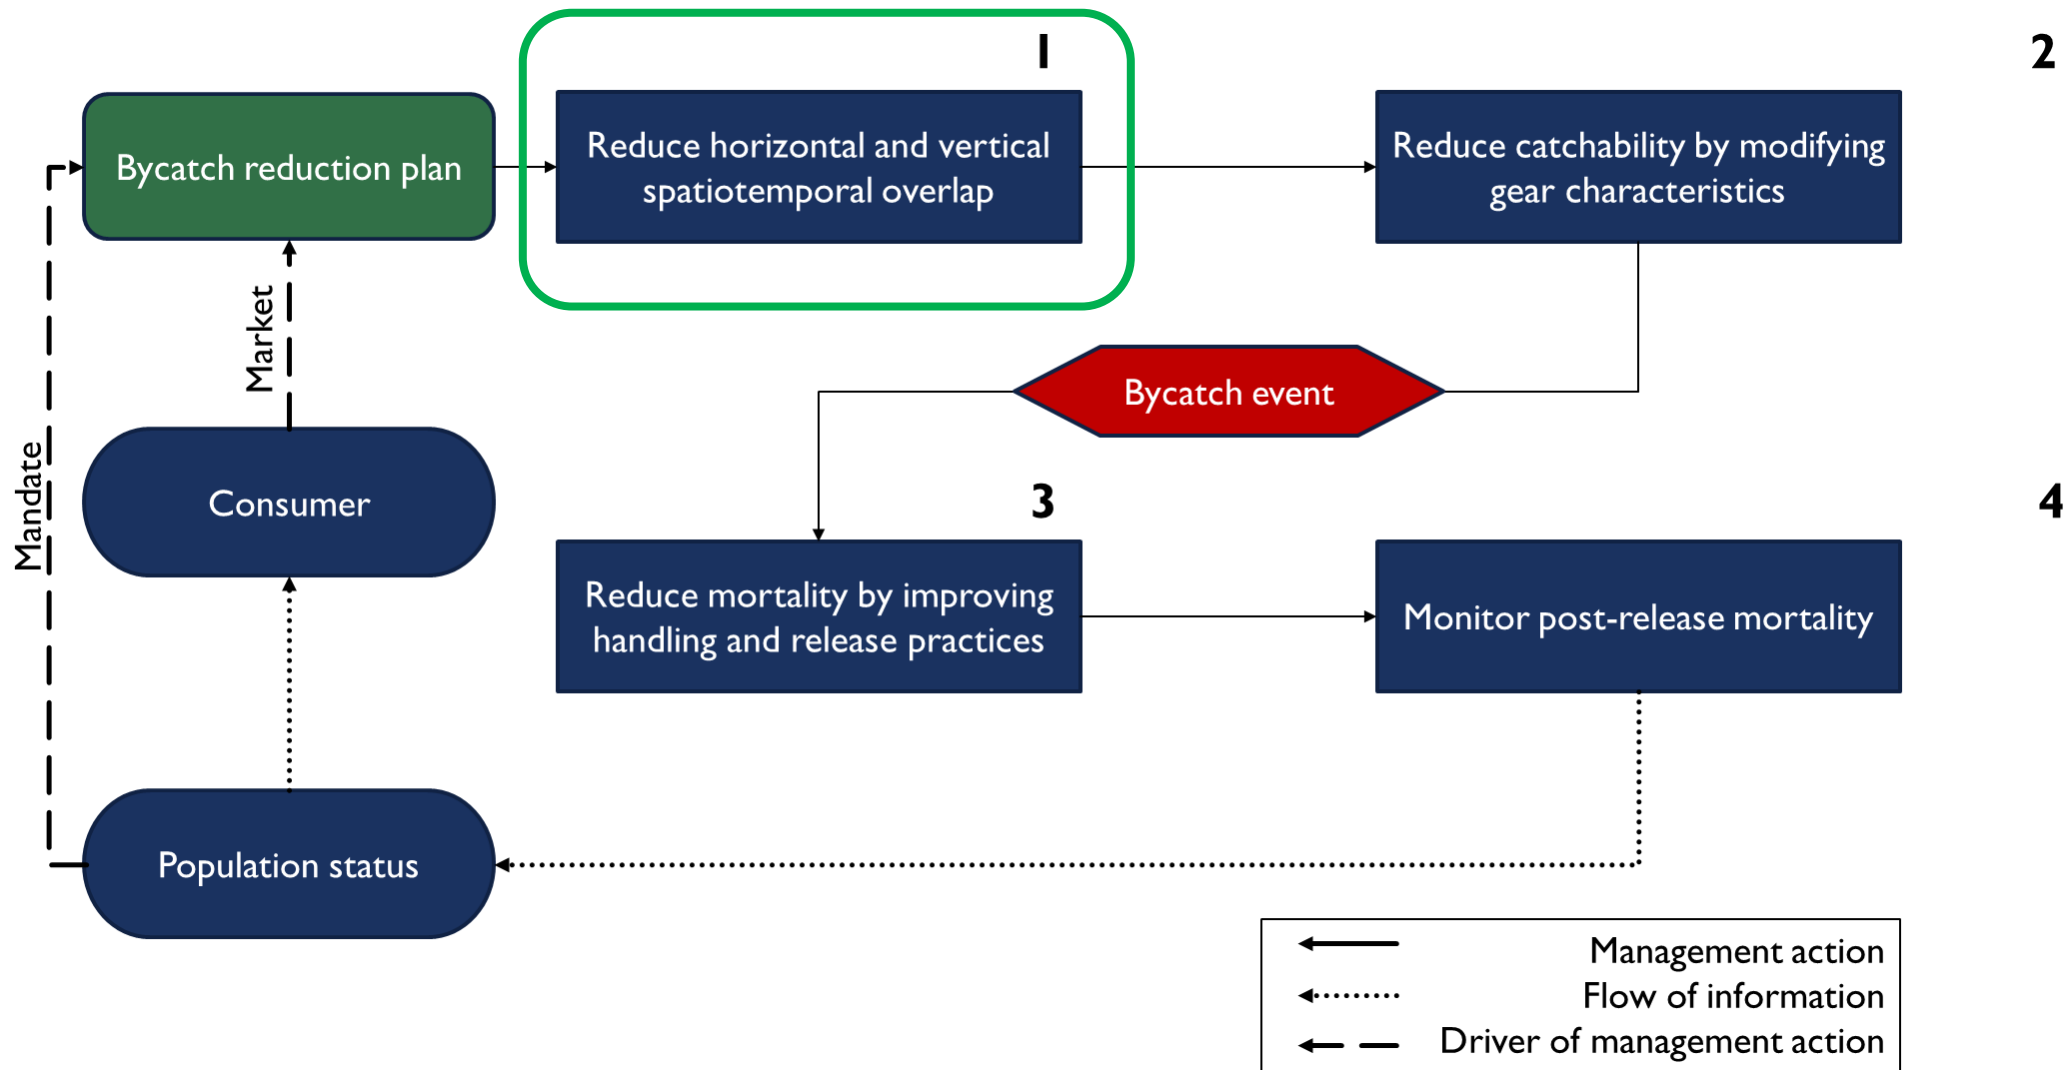 1
2
Bycatch reduction plan
Reduce horizontal and vertical
spatiotemporal overlap
Reduce catchability by modifying
gear characteristics
Market
Bycatch event
Mandate
Consumer
3
4
Reduce mortality by improving
handling and release practices
Monitor post-release mortality
Population status
Management action
Flow of information
Driver of management action